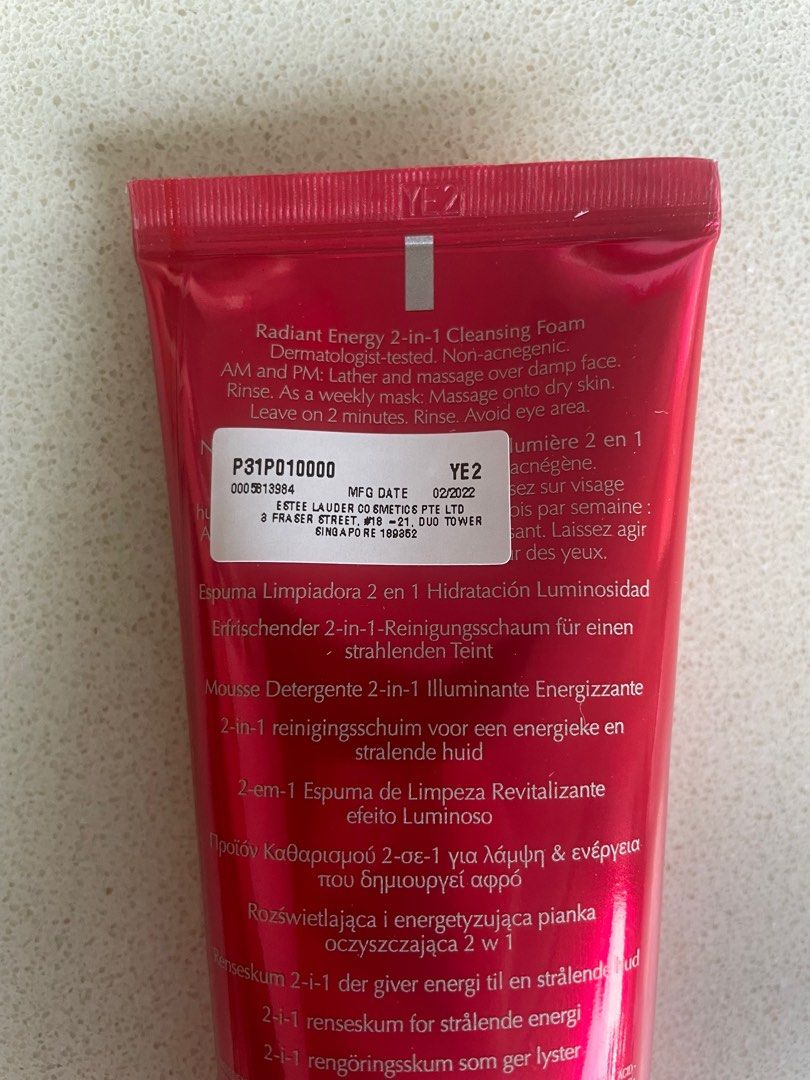 YE2
Radiant Energy 2-in-1 Cleansing Foam
Dermatologist-tested. Non-acnegenic.
AM and PM: Lather and massage over damp face.
Rinse. As a weekly mask: Massage onto dry skin.
Leave on 2 minutes. Rinse. Avoid eye area.
lumière 2 en 1
acnégène.
sez sur visage
ois par semaine :
sant. Laissez agir
r des yeux.
P31P010000 YE2
0005813984 MFG DATE 02/2022
ESTEE LAUDER COSMETICS PTE LTD
3 FRASER STREET, #18 -21, DUO TOWER
SINGAPORE 189352
Espuma Limpiadora 2 en 1 Hidratación Luminosidad
Erfrischender 2-in-1-Reinigungsschaum für einen
strahlenden Teint
Mousse Detergente 2-in-1 Illuminante Energizzante
2-in-1 reinigingsschuim voor een energieke en
stralende huid
2-em-1 Espuma de Limpeza Revitalizante
efeito Luminoso
Προϊόν Καθαρισμού 2-σε-1 για λάμψη & ενέργεια
που δημιουργεί αφρό
Rozświetlająca i energetyzująca pianka
oczyszczająca 2 w 1
Renseskum 2-i-1 der giver energi til en strålende hud
2-i-1 renseskum for strålende energi
2-i-1 rengöringsskum som ger lyster